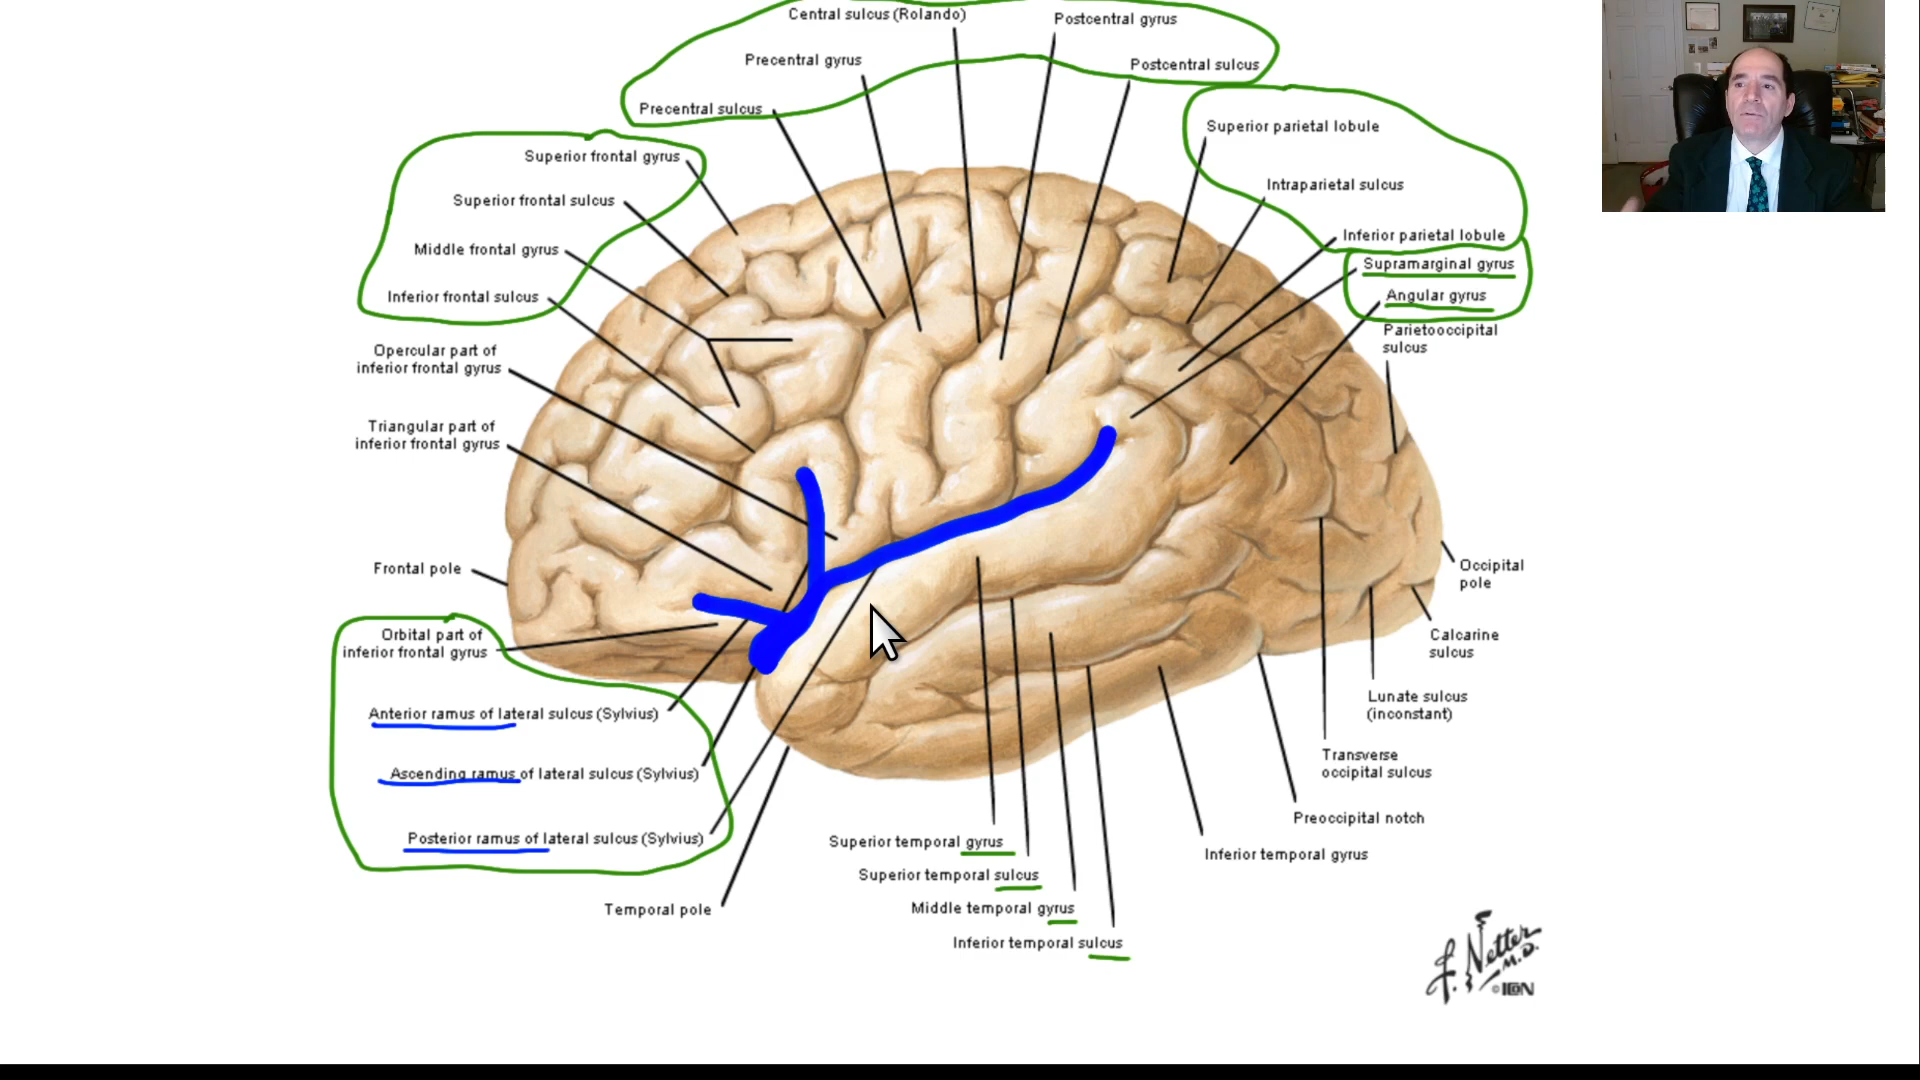 Central sulcus (Rolando)
Postcentral gyrus
Precentral gyrus
Postcentral sulcus
Precentral sulcus
Superior parietal lobule
Superior frontal gyrus
Intraparietal sulcus
Superior frontal sulcus
Inferior parietal lobule
Middle frontal gyrus
Supramarginal gyrus
Inferior frontal sulcus
Angular gyrus
Parietooccipital
sulcus
Opercular part of
inferior frontal gyrus
Triangular part of
inferior frontal gyrus
Frontal pole
Occipital
pole
Orbital part of
inferior frontal gyrus
Calcarine
sulcus
Anterior ramus of lateral sulcus (Sylvius)
Lunate sulcus
(inconstant)
Ascending ramus of lateral sulcus (Sylvius)
Transverse
occipital sulcus
Posterior ramus of lateral sulcus (Sylvius)
Preoccipital notch
Superior temporal gyrus
Inferior temporal gyrus
Superior temporal sulcus
Temporal pole
Middle temporal gyrus
Inferior temporal sulcus
F. Netter
M.D.
©ICON